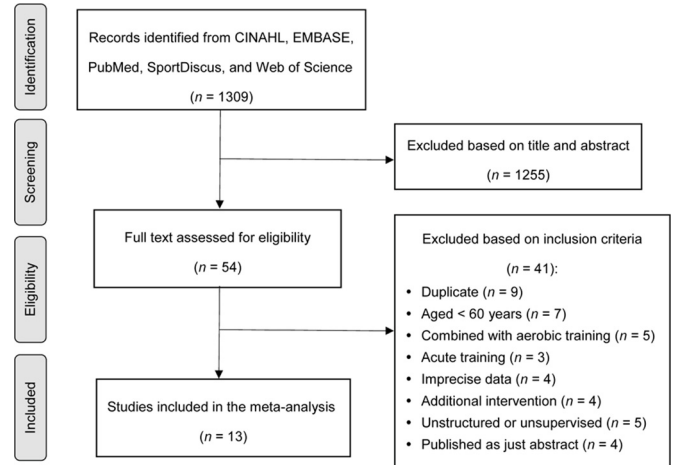 Identification
Records identified from CINAHL, EMBASE,
PubMed, SportDiscus, and Web of Science
(n = 1309)
Screening
Excluded based on title and abstract
(n = 1255)
Eligibility
Full text assessed for eligibility
(n = 54)
Excluded based on inclusion criteria
(n = 41):
• Duplicate (n = 9)
• Aged < 60 years (n = 7)
• Combined with aerobic training (n = 5)
• Acute training (n = 3)
• Imprecise data (n = 4)
• Additional intervention (n = 4)
• Unstructured or unsupervised (n = 5)
• Published as just abstract (n = 4)
Included
Studies included in the meta-analysis
(n = 13)